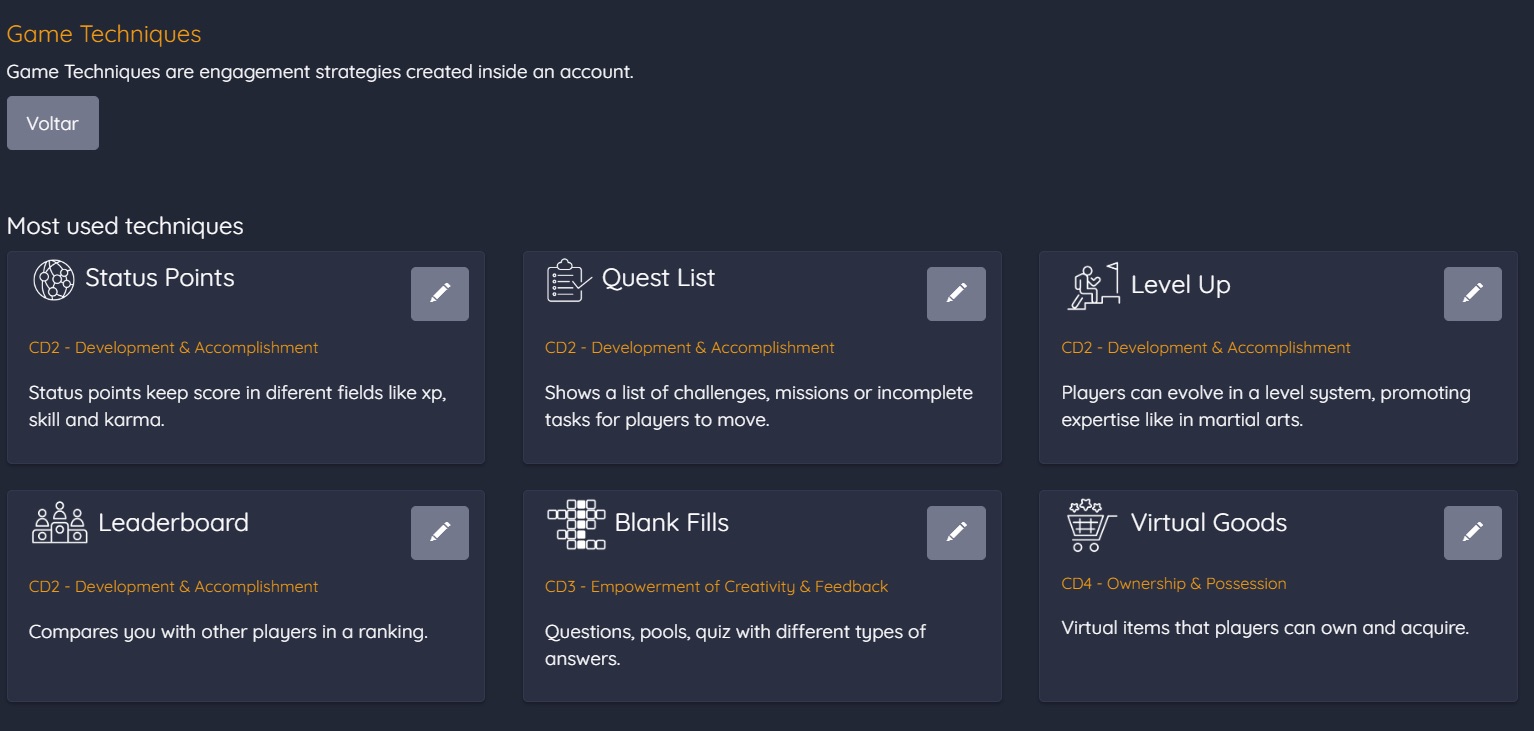 Game Techniques
Game Techniques are engagement strategies created inside an account.
Voltar
Most used techniques
Status Points
CD2 - Development & Accomplishment
Status points keep score in diferent fields like xp,
skill and karma.
Quest List
CD2 - Development & Accomplishment
Shows a list of challenges, missions or incomplete
tasks for players to move.
Level Up
CD2 - Development & Accomplishment
Players can evolve in a level system, promoting
expertise like in martial arts.
Leaderboard
CD2 - Development & Accomplishment
Compares you with other players in a ranking.
Blank Fills
CD3 - Empowerment of Creativity & Feedback
Questions, pools, quiz with different types of
answers.
Virtual Goods
CD4 - Ownership & Possession
Virtual items that players can own and acquire.